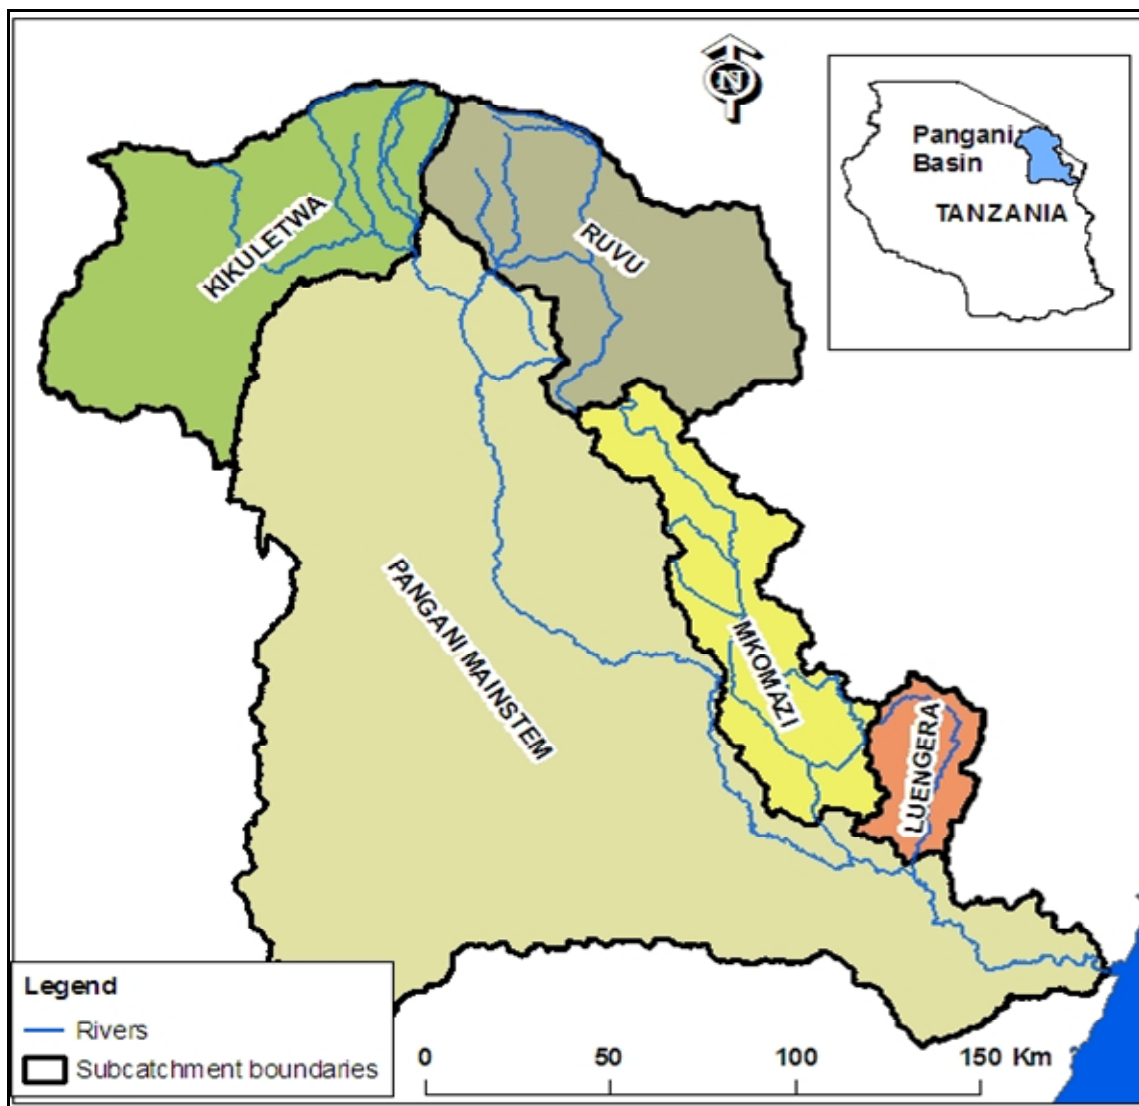 N
Pangani
Basin
TANZANIA
KIKULETWA
RUVU
PANGANI MAINSTEM
MKOMAZI
LUENGERA
Legend
Rivers
Subcatchment boundaries
0 50 100 150 Km